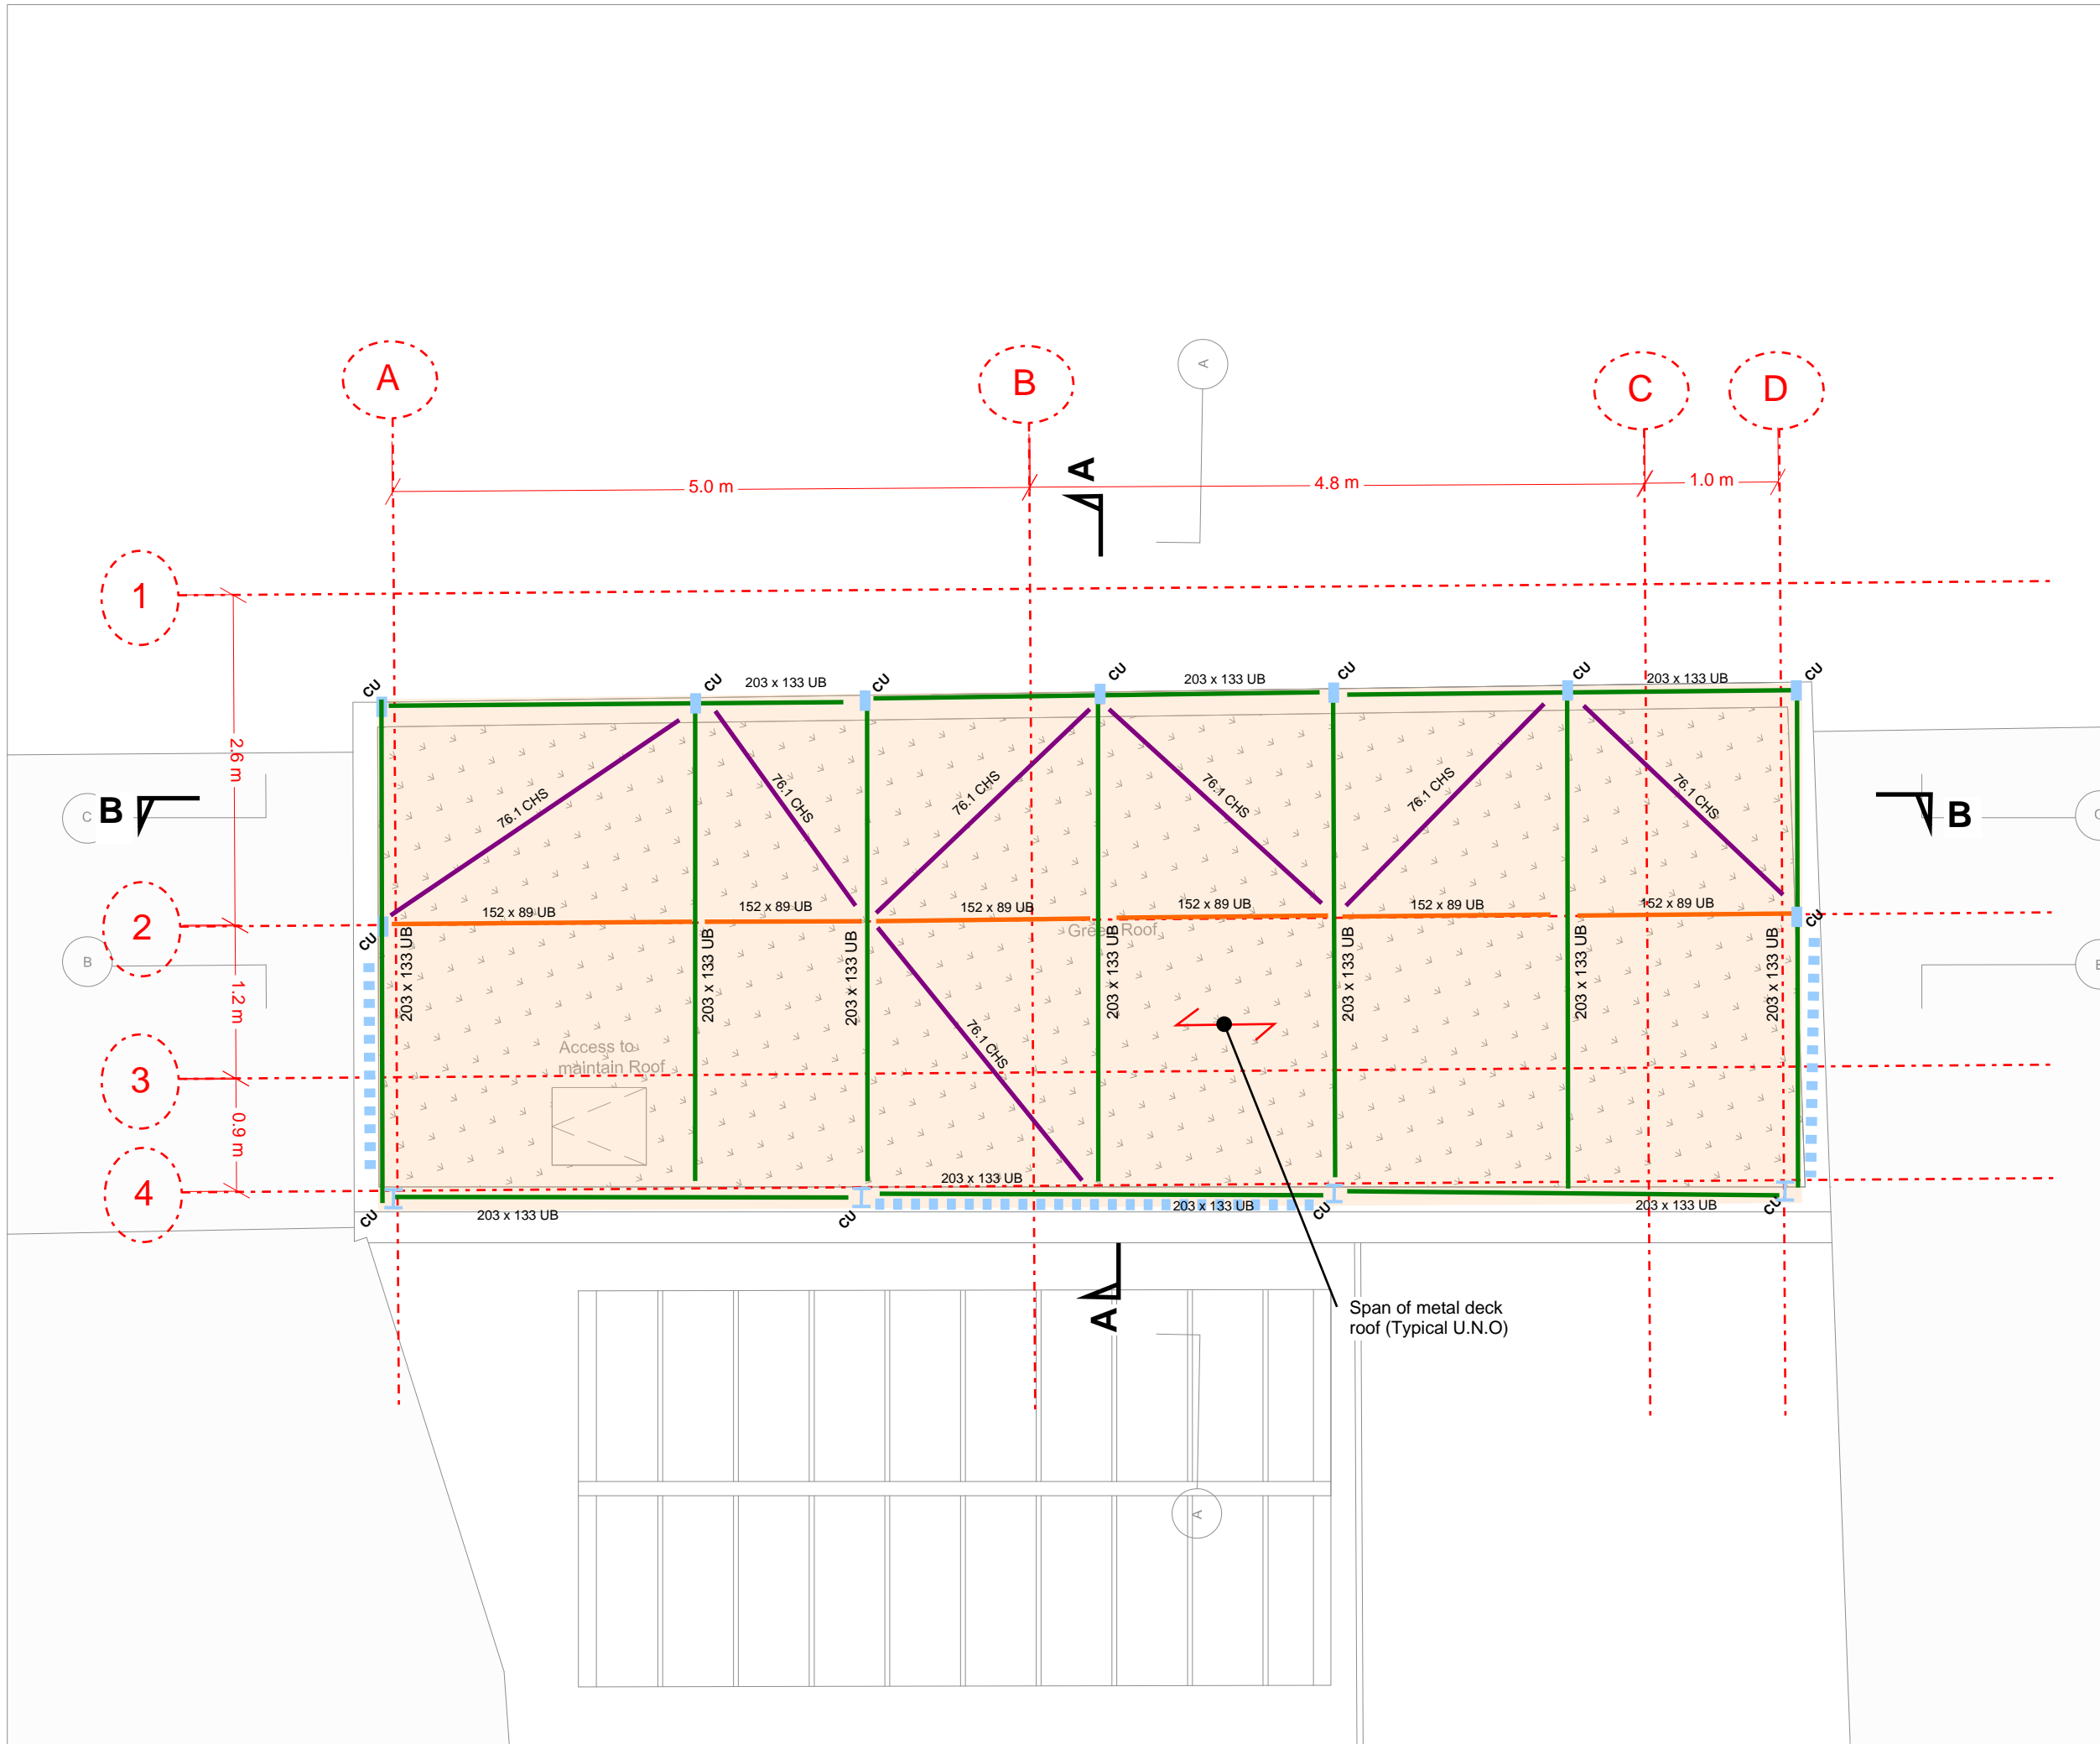 A
B
C
D
A
A
5.0 m
4.8 m
1.0 m
1
2.6 m
CU
CU
203 x 133 UB
CU
CU
203 x 133 UB
CU
CU
203 x 133 UB
CU
76.1 CHS
76.1 CHS
76.1 CHS
76.1 CHS
76.1 CHS
76.1 CHS
C
B
B
2
CU
152 x 89 UB
152 x 89 UB
152 x 89 UB
152 x 89 UB
152 x 89 UB
152 x 89 UB
CU
Green Roof
B
203 x 133 UB
203 x 133 UB
203 x 133 UB
203 x 133 UB
203 x 133 UB
203 x 133 UB
203 x 133 UB
1.2 m
76.1 CHS
Access to
maintain Roof
3
0.9 m
4
CU
203 x 133 UB
CU
203 x 133 UB
203 x 133 UB
CU
203 x 133 UB
CU
A
Span of metal deck
roof (Typical U.N.O)
A